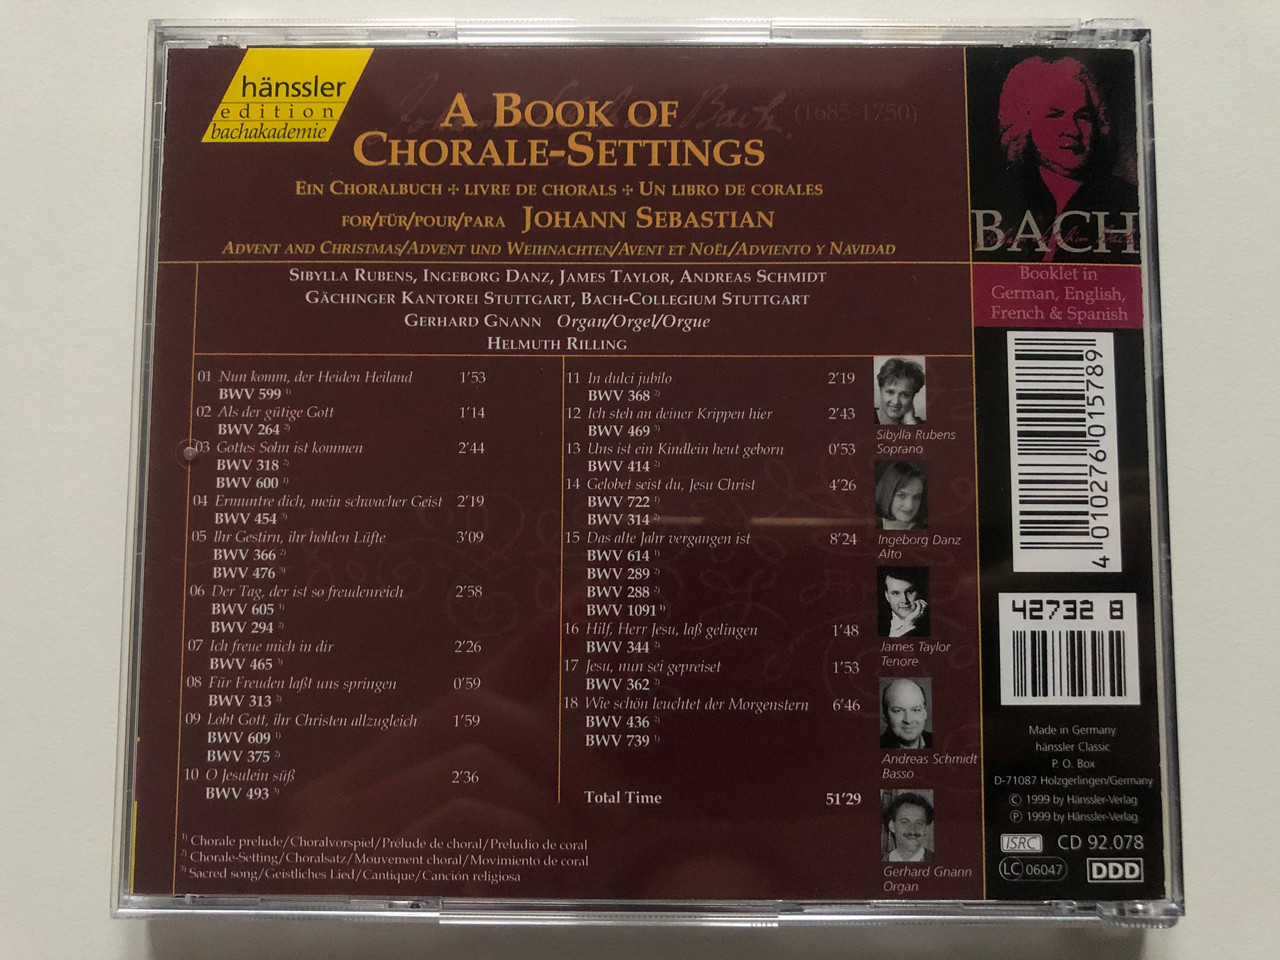 hänssler
edition
bachakademie
A Book of
Chorale-Settings
(1685-1750)
Ein Choralbuch ✢ livre de chorals ✢ Un libro de corales
for/für/pour/para Johann Sebastian
Advent and Christmas/Advent und Weihnachten/Avent et Noël/Adviento y Navidad
BACH
Booklet in
German, English,
French & Spanish
Sibylla Rubens, Ingeborg Danz, James Taylor, Andreas Schmidt
Gächinger Kantorei Stuttgart, Bach-Collegium Stuttgart
Gerhard Gnann Organ/Orgel/Orgue
Helmuth Rilling
01 Nun komm, der Heiden Heiland 1'53
BWV 599 1)
02 Als der gütige Gott 1'14
BWV 264 2)
03 Gottes Sohn ist kommen 2'44
BWV 318 2)
BWV 600 1)
04 Ermuntre dich, mein schwacher Geist 2'19
BWV 454 3)
05 Ihr Gestirn, ihr hohlen Lüfte 3'09
BWV 366 2)
BWV 476 3)
06 Der Tag, der ist so freudenreich 2'58
BWV 605 1)
BWV 294 2)
07 Ich freue mich in dir 2'26
BWV 465 3)
08 Für Freuden laßt uns springen 0'59
BWV 313 2)
09 Lobt Gott, ihr Christen allzugleich 1'59
BWV 609 1)
BWV 375 2)
10 O Jesulein süß 2'36
BWV 493 3)
11 In dulci jubilo 2'19
BWV 368 2)
12 Ich steh an deiner Krippen hier 2'43
BWV 469 3)
13 Uns ist ein Kindlein heut geborn 0'53
BWV 414 2)
14 Gelobet seist du, Jesu Christ 4'26
BWV 722 1)
BWV 314 2)
15 Das alte Jahr vergangen ist 8'24
BWV 614 1)
BWV 289 2)
BWV 288 2)
BWV 1091 1)
16 Hilf, Herr Jesu, laß gelingen 1'48
BWV 344 2)
17 Jesu, nun sei gepreiset 1'53
BWV 362 2)
18 Wie schön leuchtet der Morgenstern 6'46
BWV 436 2)
BWV 739 1)
Total Time 51'29
1) Chorale prelude/Choralvorspiel/Prélude de choral/Preludio de coral
2) Chorale-Setting/Choralsatz/Mouvement choral/Movimiento de coral
3) Sacred song/Geistliches Lied/Cantique/Canción religiosa
Sibylla Rubens
Soprano
Ingeborg Danz
Alto
James Taylor
Tenore
Andreas Schmidt
Basso
Gerhard Gnann
Organ
4 010276 015789
42732 8
Made in Germany
hänssler Classic
P. O. Box
D-71087 Holzgerlingen/Germany
© 1999 by Hänssler-Verlag
℗ 1999 by Hänssler-Verlag
ISRC CD 92.078
LC 06047 DDD